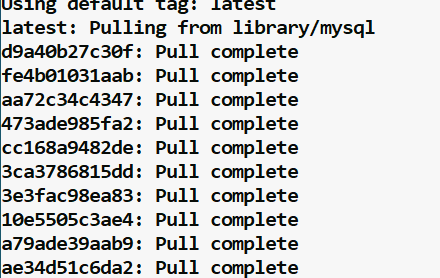 Using default tag: latest
latest: Pulling from library/mysql
d9a40b27c30f: Pull complete
fe4b01031aab: Pull complete
aa72c34c4347: Pull complete
473ade985fa2: Pull complete
cc168a9482de: Pull complete
3ca3786815dd: Pull complete
3e3fac98ea83: Pull complete
10e5505c3ae4: Pull complete
a79ade39aab9: Pull complete
ae34d51c6da2: Pull complete